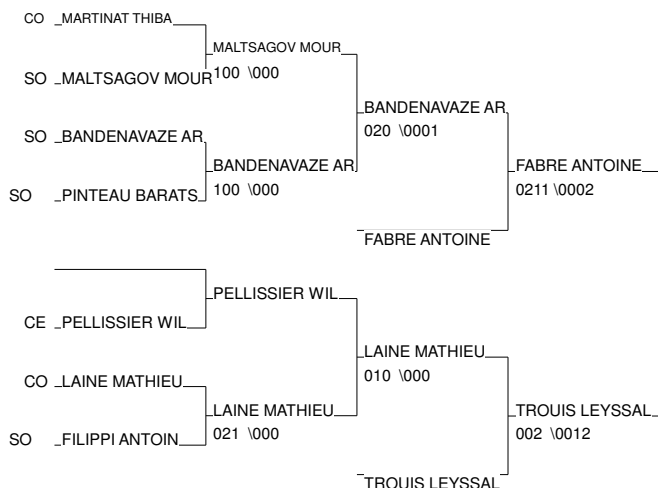 CO MARTINAT THIBA
MALTSAGOV MOUR
SO MALTSAGOV MOUR
100 \000
BANDENAVAZE AR
020 \0001
SO BANDENAVAZE AR
BANDENAVAZE AR
100 \000
FABRE ANTOINE
0211 \0002
SO PINTEAU BARATS
FABRE ANTOINE
PELLISSIER WIL
CE PELLISSIER WIL
LAINE MATHIEU
010 \000
CO LAINE MATHIEU
LAINE MATHIEU
021 \000
TROUIS LEYSSAL
002 \0012
SO FILIPPI ANTOIN
TROUIS LEYSSAL